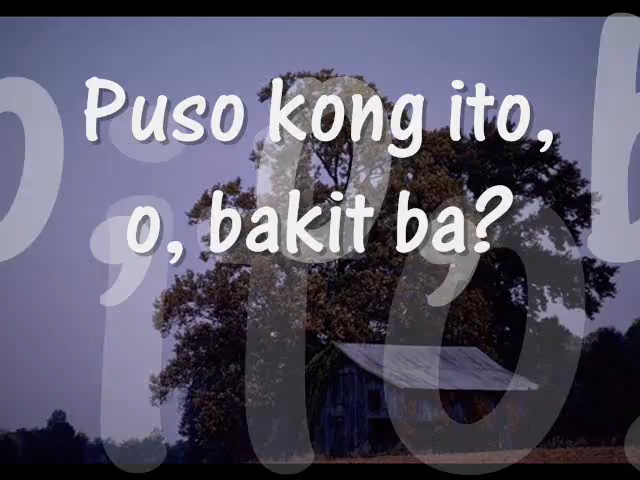 Puso kong ito,
o, bakit ba?